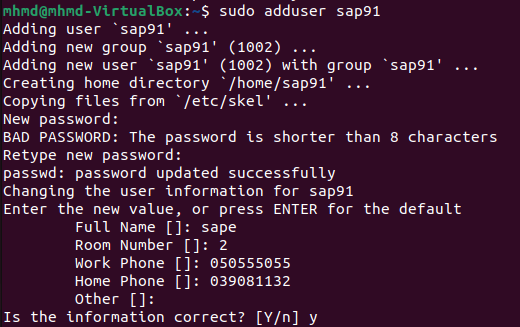 mhmd@mhmd-VirtualBox:~$ sudo adduser sap91
Adding user `sap91' ...
Adding new group `sap91' (1002) ...
Adding new user `sap91' (1002) with group `sap91' ...
Creating home directory `/home/sap91' ...
Copying files from `/etc/skel' ...
New password:
BAD PASSWORD: The password is shorter than 8 characters
Retype new password:
passwd: password updated successfully
Changing the user information for sap91
Enter the new value, or press ENTER for the default
Full Name []: sape
Room Number []: 2
Work Phone []: 050555055
Home Phone []: 039081132
Other []:
Is the information correct? [Y/n] y